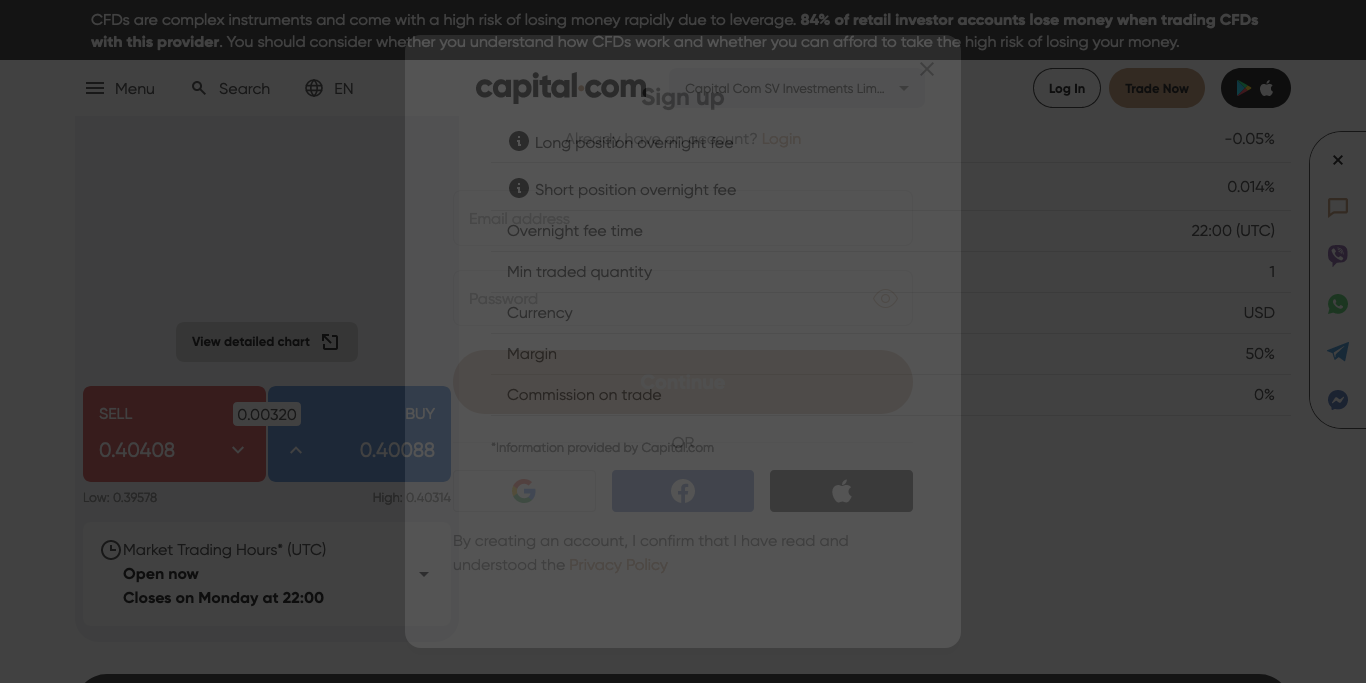 CFDs are complex instruments and come with a high risk of losing money rapidly due to leverage. 84% of retail investor accounts lose money when trading CFDs
with this provider. You should consider whether you understand how CFDs work and whether you can afford to take the high risk of losing your money.
Menu
Search
EN
capital.com
Capital Com SV Investments Lim...
Log In
Trade Now
Sign up
Already have an account? Login
Long position overnight fee
-0.05%
Short position overnight fee
0.014%
Email address
Overnight fee time
22:00 (UTC)
Min traded quantity
1
Password
Currency
USD
View detailed chart
Margin
50%
Continue
Commission on trade
0%
SELL
0.00320
BUY
0.40408
0.40088
OR
*Information provided by Capital.com
Low: 0.39578
High: 0.40314
By creating an account, I confirm that I have read and
understood the Privacy Policy
Market Trading Hours* (UTC)
Open now
Closes on Monday at 22:00